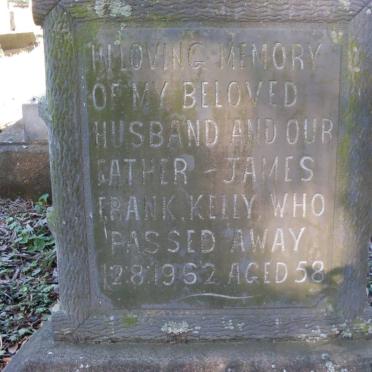 IN LOVING MEMORY
OF MY BELOVED
HUSBAND AND OUR
FATHER - JAMES
FRANK. KELLY. WHO
PASSED AWAY
12.8.1962 AGED 58